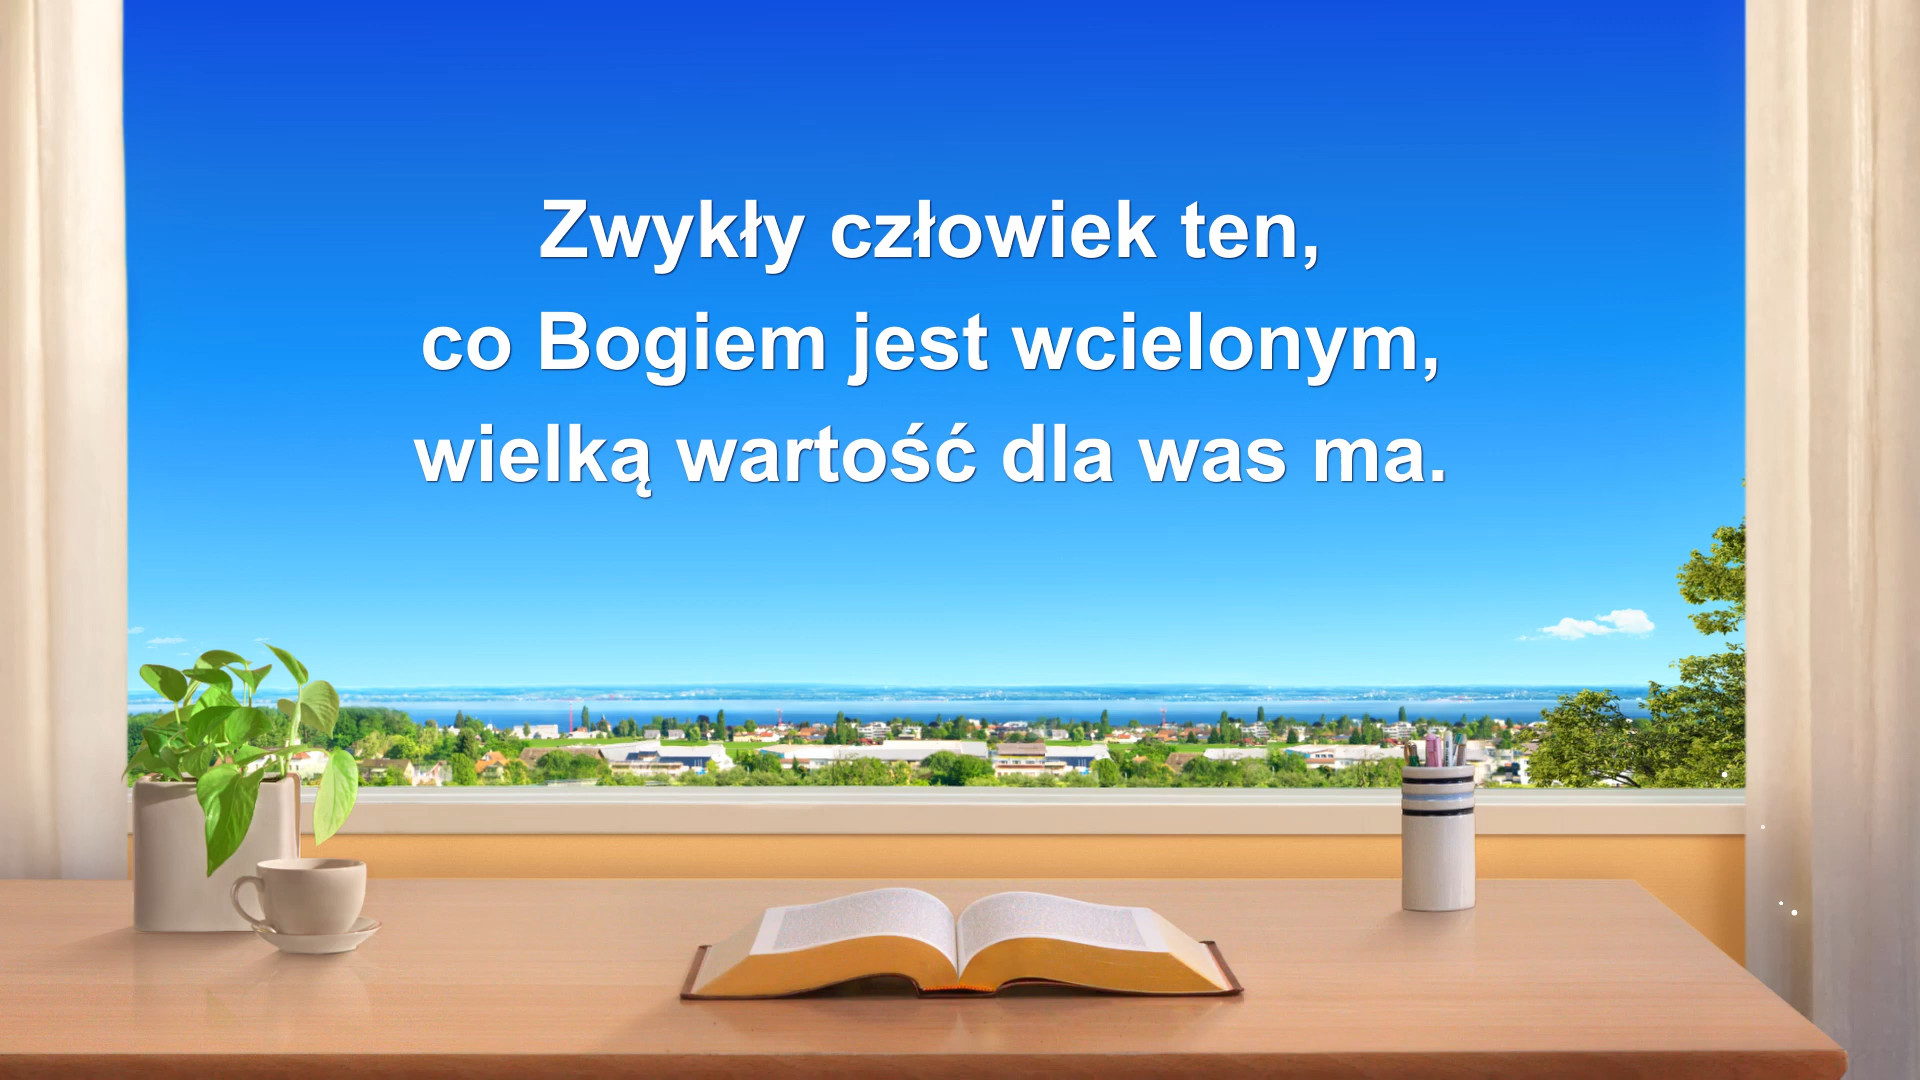 Zwykły człowiek ten,
co Bogiem jest wcielonym,
wielką wartość dla was ma.